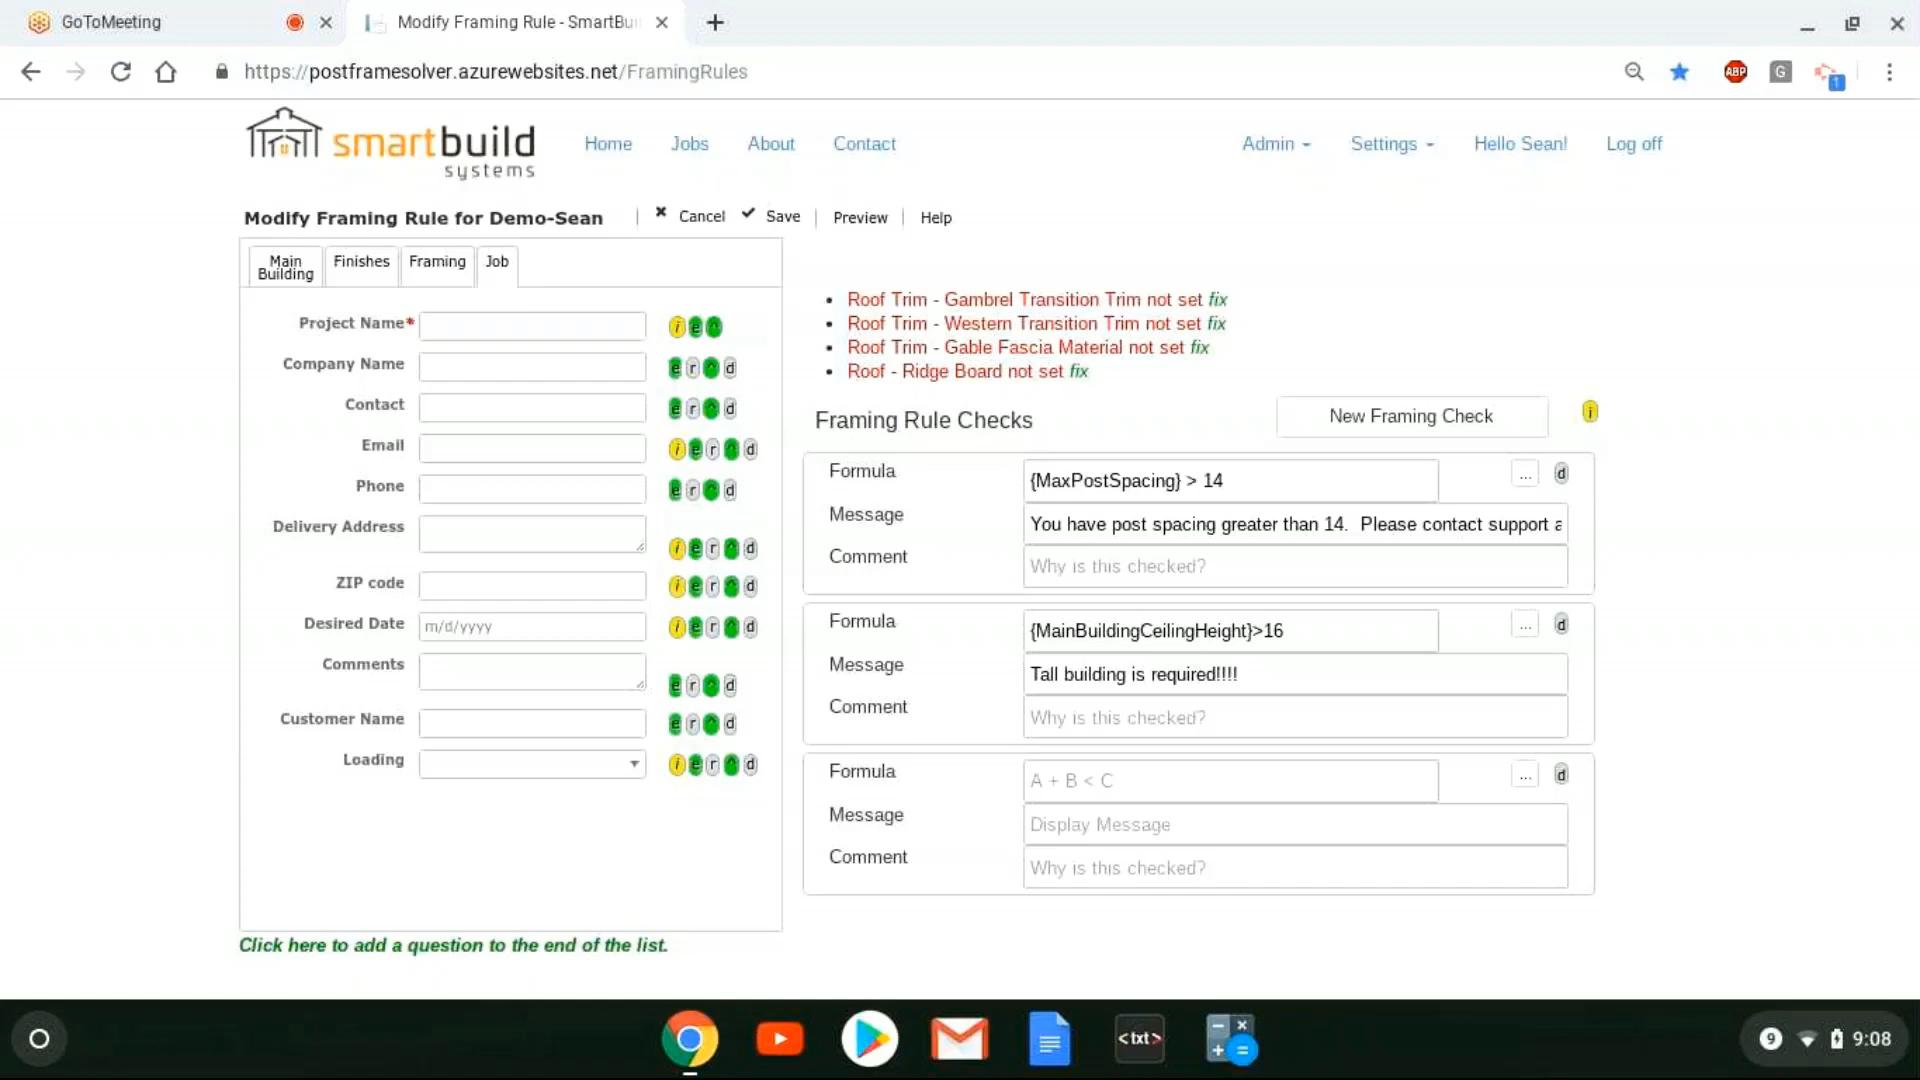 GoToMeeting
Modify Framing Rule - SmartBui
https://postframesolver.azurewebsites.net/FramingRules
ABP
G
1
smartbuild
systems
Home
Jobs
About
Contact
Admin
Settings
Hello Sean!
Log off
Modify Framing Rule for Demo-Sean
Cancel
Save
Preview
Help
Main
Building
Finishes
Framing
Job
Project Name*
i e ^
Company Name
e r ^ d
Contact
e r ^ d
Email
i e r ^ d
Phone
e r ^ d
Delivery Address
i e r ^ d
ZIP code
i e r ^ d
Desired Date
m/d/yyyy
i e r ^ d
Comments
e r ^ d
Customer Name
e r ^ d
Loading
i e r ^ d
Click here to add a question to the end of the list.
Roof Trim - Gambrel Transition Trim not set fix
Roof Trim - Western Transition Trim not set fix
Roof Trim - Gable Fascia Material not set fix
Roof - Ridge Board not set fix
Framing Rule Checks
New Framing Check
i
Formula
{MaxPostSpacing} > 14
...
d
Message
You have post spacing greater than 14.  Please contact support a
Comment
Why is this checked?
Formula
{MainBuildingCeilingHeight}>16
...
d
Message
Tall building is required!!!!
Comment
Why is this checked?
Formula
A + B < C
...
d
Message
Display Message
Comment
Why is this checked?
<txt>
9
9:08